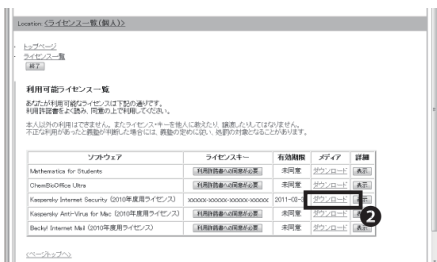 Location <ライセンス一覧(個人)>
トップページ
ライセンス一覧
終了
利用可能ライセンス一覧
あなたが利用可能なライセンスは下記の通りです。
利用許諾書をよく読み、同意の上で利用してください。
本人以外の利用はできません。またライセンス・キーを他人に教えたり、譲渡したりしてはなりません。
不正な利用があったと義塾が判断した場合には、義塾の定めに従い、処罰の対象となることがあります。
ソフトウェア ライセンスキー 有効期限 メディア 詳細
Mathematica for Students 利用許諾書への同意が必要 未同意 ダウンロード 表示
ChemBioOffice Ultra 利用許諾書への同意が必要 未同意 ダウンロード 表示
Kaspersky Internet Security (2010年度用ライセンス) xxxxx-xxxxx-xxxxx-xxxxx 2011-03-3 ダウンロード 表示
Kaspersky Anti-Virus for Mac (2010年度用ライセンス) 利用許諾書への同意が必要 未同意 ダウンロード 表示
Becky! Internet Mail (2010年度用ライセンス) 利用許諾書への同意が必要 未同意 ダウンロード 表示
2
<ページトップへ>